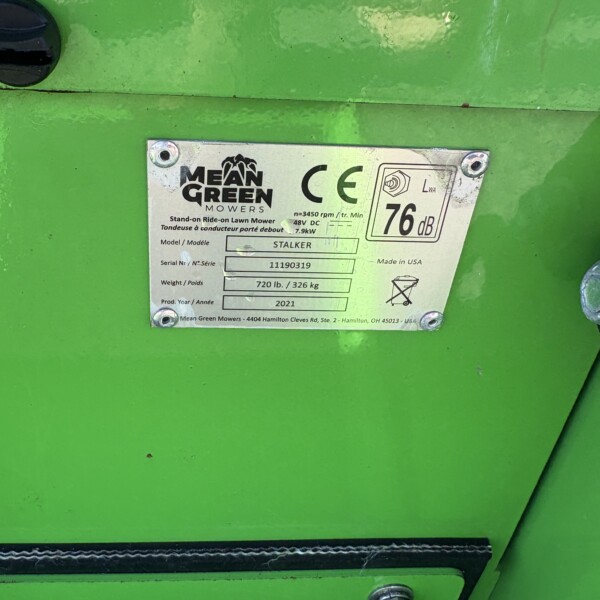 MEAN
GREEN
MOWERS
CE
LWA
76 dB
n=3450 rpm / tr. Min
Stand-on Ride-on Lawn Mower 48V DC
Tondeuse à conducteur porté debout 7.9kW
Model / Modèle STALKER
Serial Nr / N° Série 11190319
Made in USA
Weight / Poids 720 lb. / 326 kg
Prod. Year / Année 2021
Mean Green Mowers - 4404 Hamilton Cleves Rd, Ste. 2 - Hamilton, OH 45013 - USA